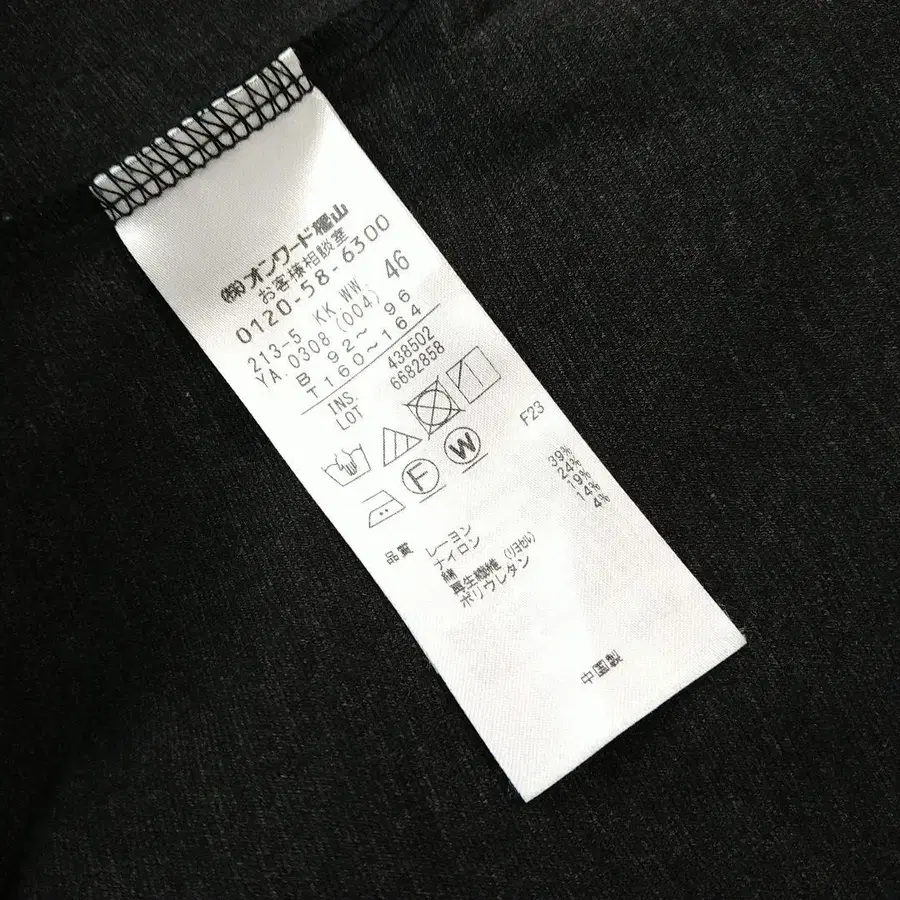 ㈱オンワード樫山
お客様相談室
0120-58-6300
213-5 KK WW 46
YA.0308 (004)
B 92～ 96
T 160～164
INS. 438502
LOT 6682858
F W
F23
品質 レーヨン 39%
ナイロン 24%
綿 19%
再生繊維(リヨセル) 14%
ポリウレタン 4%
中国製